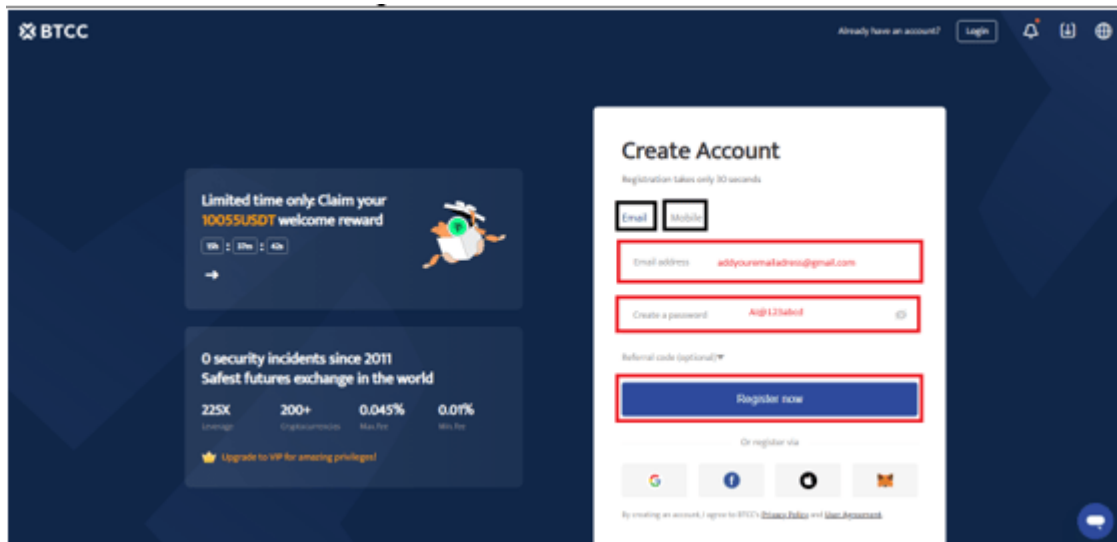 BTCC
Already have an account?
Login
Create Account
Registration takes only 30 seconds
Email Mobile
Email address addyouremailadress@gmail.com
Create a password A(@123abcd
Referral code (optional)
Register now
Or register via
By creating an account, I agree to BTCC's Privacy Policy and User Agreement.
Limited time only: Claim your
10055USDT welcome reward
15h : 37m : 42s
0 security incidents since 2011
Safest futures exchange in the world
225X 200+ 0.045% 0.01%
Leverage Cryptocurrencies Max fee Min fee
Upgrade to VIP for amazing privileges!